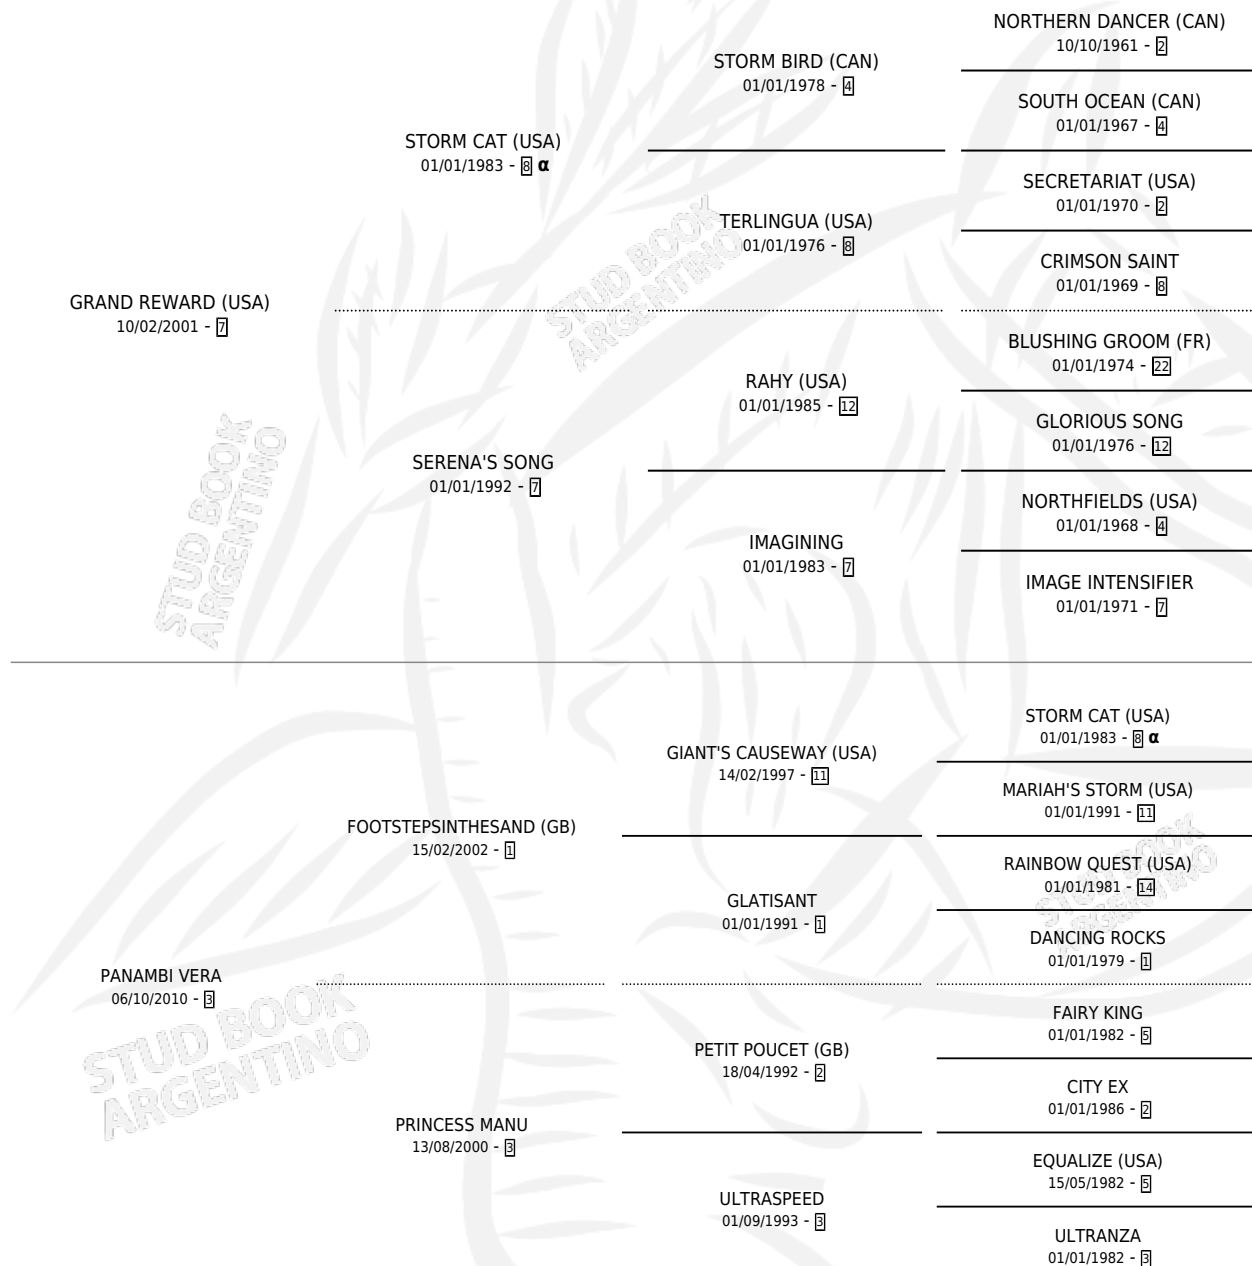 NORTHERN DANCER (CAN)
10/10/1961 - 2
STORM BIRD (CAN)
01/01/1978 - 4
SOUTH OCEAN (CAN)
01/01/1967 - 4
STORM CAT (USA)
01/01/1983 - 8 α
SECRETARIAT (USA)
01/01/1970 - 2
TERLINGUA (USA)
01/01/1976 - 8
CRIMSON SAINT
01/01/1969 - 8
GRAND REWARD (USA)
10/02/2001 - 7
BLUSHING GROOM (FR)
01/01/1974 - 22
RAHY (USA)
01/01/1985 - 12
GLORIOUS SONG
01/01/1976 - 12
SERENA'S SONG
01/01/1992 - 7
NORTHFIELDS (USA)
01/01/1968 - 4
IMAGINING
01/01/1983 - 7
IMAGE INTENSIFIER
01/01/1971 - 7
STORM CAT (USA)
01/01/1983 - 8 α
GIANT'S CAUSEWAY (USA)
14/02/1997 - 11
MARIAH'S STORM (USA)
01/01/1991 - 11
FOOTSTEPSINTHESAND (GB)
15/02/2002 - 1
RAINBOW QUEST (USA)
01/01/1981 - 14
GLATISANT
01/01/1991 - 1
DANCING ROCKS
01/01/1979 - 1
PANAMBI VERA
06/10/2010 - 3
FAIRY KING
01/01/1982 - 5
PETIT POUCET (GB)
18/04/1992 - 2
CITY EX
01/01/1986 - 2
PRINCESS MANU
13/08/2000 - 3
EQUALIZE (USA)
15/05/1982 - 5
ULTRASPEED
01/09/1993 - 3
ULTRANZA
01/01/1982 - 3
STUD BOOK
ARGENTINO
STUD BOOK
ARGENTINO
STUD BOOK
ARGENTINO
STUD BOOK
ARGENTINO